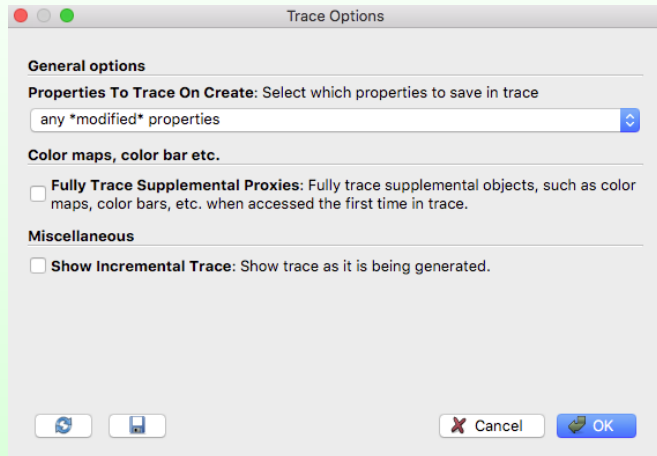 Trace Options
General options
Properties To Trace On Create: Select which properties to save in trace
any *modified* properties
Color maps, color bar etc.
Fully Trace Supplemental Proxies: Fully trace supplemental objects, such as color
maps, color bars, etc. when accessed the first time in trace.
Miscellaneous
Show Incremental Trace: Show trace as it is being generated.
Cancel
OK